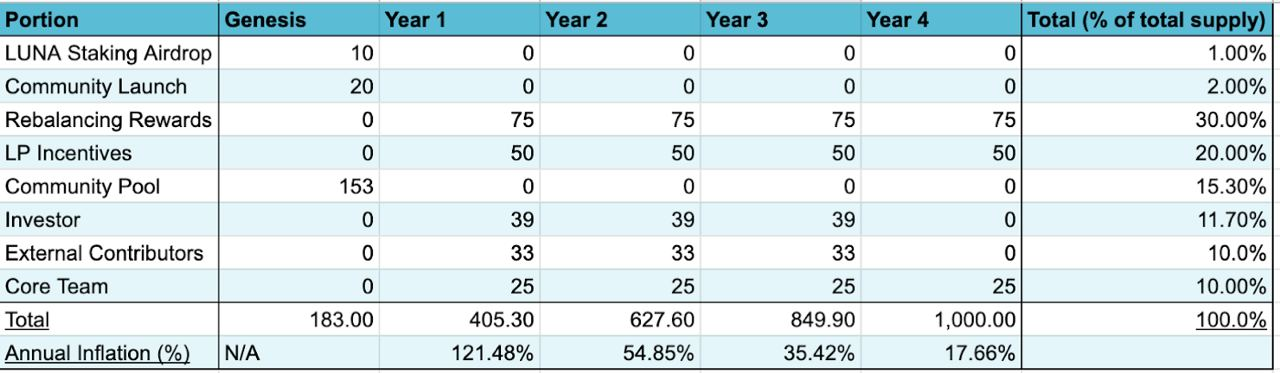 Portion Genesis Year 1 Year 2 Year 3 Year 4 Total (% of total supply)
LUNA Staking Airdrop 10 0 0 0 0 1.00%
Community Launch 20 0 0 0 0 2.00%
Rebalancing Rewards 0 75 75 75 75 30.00%
LP Incentives 0 50 50 50 50 20.00%
Community Pool 153 0 0 0 0 15.30%
Investor 0 39 39 39 0 11.70%
External Contributors 0 33 33 33 0 10.0%
Core Team 0 25 25 25 25 10.00%
Total 183.00 405.30 627.60 849.90 1,000.00 100.0%
Annual Inflation (%) N/A 121.48% 54.85% 35.42% 17.66%